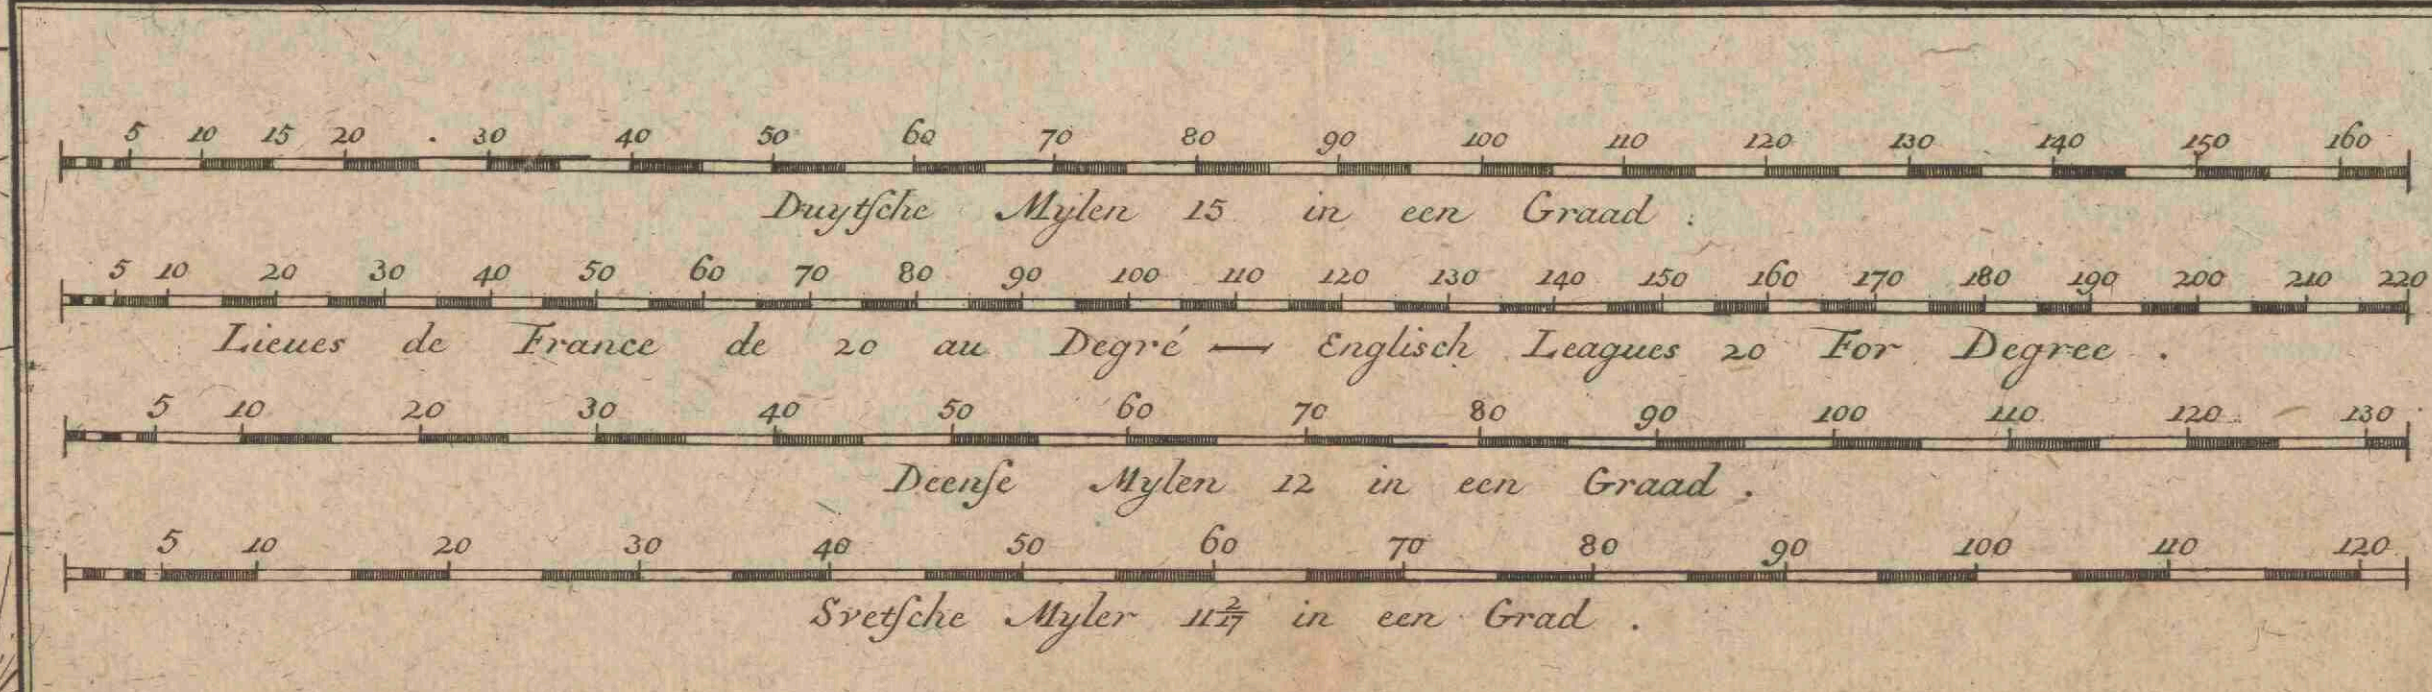 5 10 15 20 . 30 40 50 60 70 80 90 100 110 120 130 140 150 160
Duytſche Mylen 15 in een Graad .
5 10 20 30 40 50 60 70 80 90 100 110 120 130 140 150 160 170 180 190 200 210 220
Lieues de France de 20 au Degré — Englisch Leagues 20 For Degree .
5 10 20 30 40 50 60 70 80 90 100 110 120 130
Deenſe Mylen 12 in een Graad .
5 10 20 30 40 50 60 70 80 90 100 110 120
Svetſche Myler 11 2/17 in een Grad .